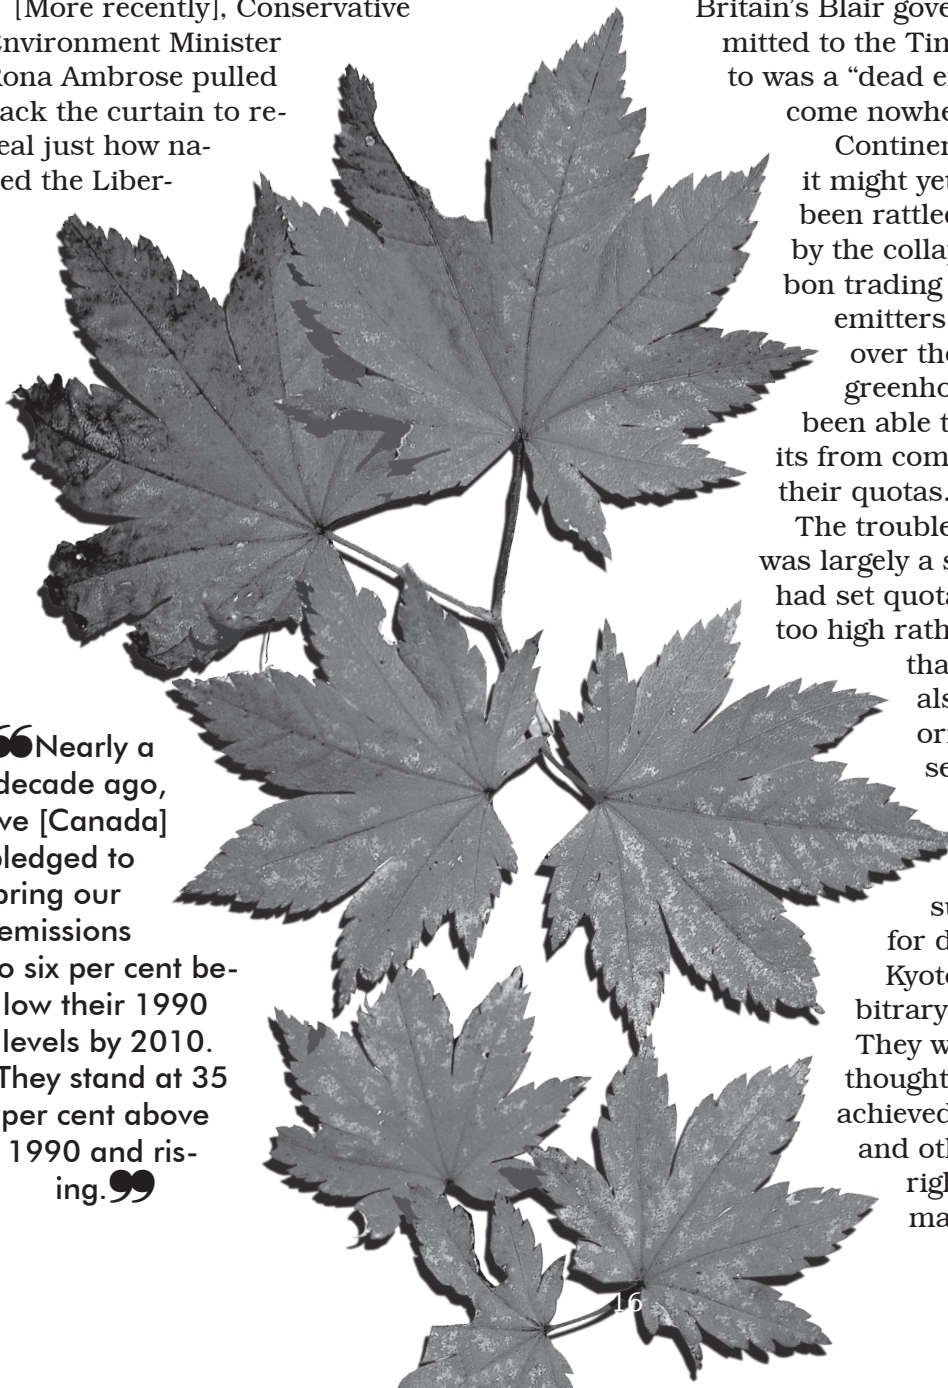 [More recently], Conservative
Environment Minister
Rona Ambrose pulled
back the curtain to re-
veal just how na-
ed the Liber-
“Nearly a
decade ago,
we [Canada]
pledged to
bring our
emissions
to six per cent be-
low their 1990
levels by 2010.
They stand at 35
per cent above
1990 and ris-
ing.”
Britain’s Blair gove
mitted to the Tim
to was a “dead e
come nowhe
Continen
it might yet
been rattled
by the collap
bon trading
emitters
over the
greenho
been able t
its from com
their quotas.
The trouble
was largely a s
had set quota
too high rath
tha
als
ori
se
su
for d
Kyoto
bitrary
They w
thought
achieved
and oth
righ
ma
16